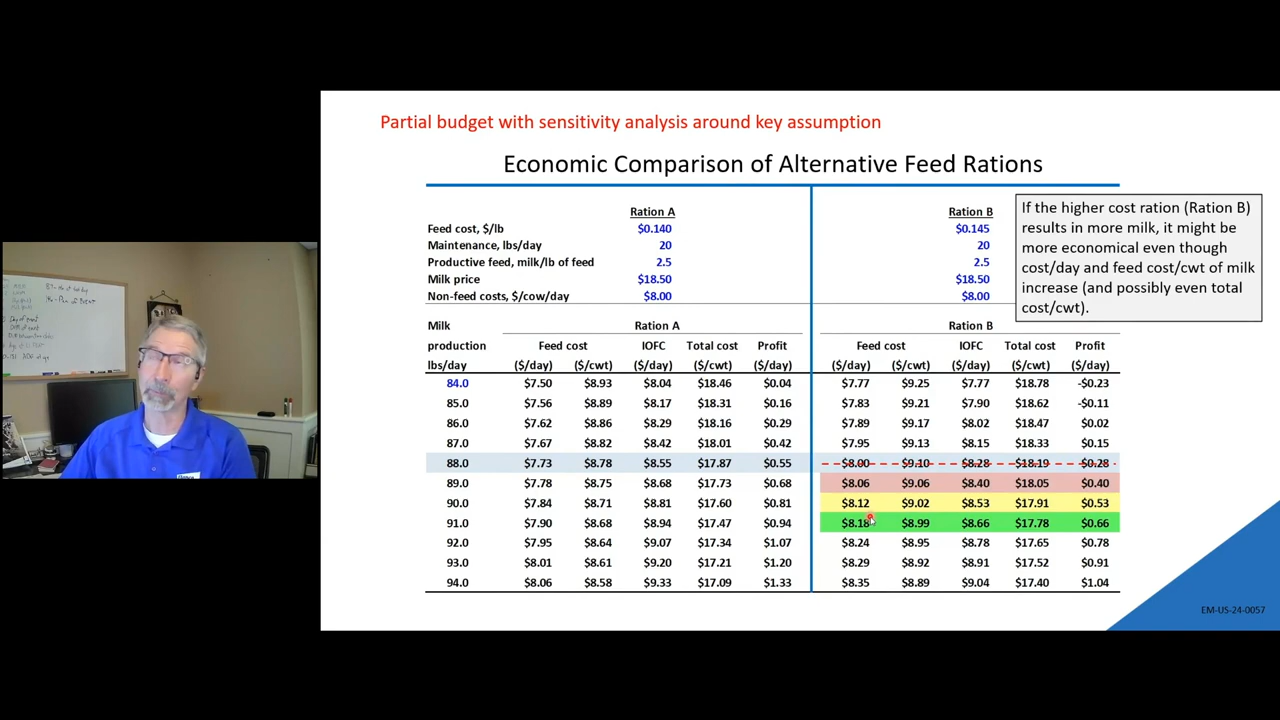 Partial budget with sensitivity analysis around key assumption
Economic Comparison of Alternative Feed Rations
Ration A Ration B
Feed cost, $/lb $0.140 $0.145
Maintenance, lbs/day 20 20
Productive feed, milk/lb of feed 2.5 2.5
Milk price $18.50 $18.50
Non-feed costs, $/cow/day $8.00 $8.00
If the higher cost ration (Ration B)
results in more milk, it might be
more economical even though
cost/day and feed cost/cwt of milk
increase (and possibly even total
cost/cwt).
Milk Ration A Ration B
production Feed cost IOFC Total cost Profit Feed cost IOFC Total cost Profit
lbs/day ($/day) ($/cwt) ($/day) ($/cwt) ($/day) ($/day) ($/cwt) ($/day) ($/cwt) ($/day)
84.0 $7.50 $8.93 $8.04 $18.46 $0.04 $7.77 $9.25 $7.77 $18.78 -$0.23
85.0 $7.56 $8.89 $8.17 $18.31 $0.16 $7.83 $9.21 $7.90 $18.62 -$0.11
86.0 $7.62 $8.86 $8.29 $18.16 $0.29 $7.89 $9.17 $8.02 $18.47 $0.02
87.0 $7.67 $8.82 $8.42 $18.01 $0.42 $7.95 $9.13 $8.15 $18.33 $0.15
88.0 $7.73 $8.78 $8.55 $17.87 $0.55 $8.00 $9.10 $8.28 $18.19 $0.28
89.0 $7.78 $8.75 $8.68 $17.73 $0.68 $8.06 $9.06 $8.40 $18.05 $0.40
90.0 $7.84 $8.71 $8.81 $17.60 $0.81 $8.12 $9.02 $8.53 $17.91 $0.53
91.0 $7.90 $8.68 $8.94 $17.47 $0.94 $8.18 $8.99 $8.66 $17.78 $0.66
92.0 $7.95 $8.64 $9.07 $17.34 $1.07 $8.24 $8.95 $8.78 $17.65 $0.78
93.0 $8.01 $8.61 $9.20 $17.21 $1.20 $8.29 $8.92 $8.91 $17.52 $0.91
94.0 $8.06 $8.58 $9.33 $17.09 $1.33 $8.35 $8.89 $9.04 $17.40 $1.04
EM-US-24-0057